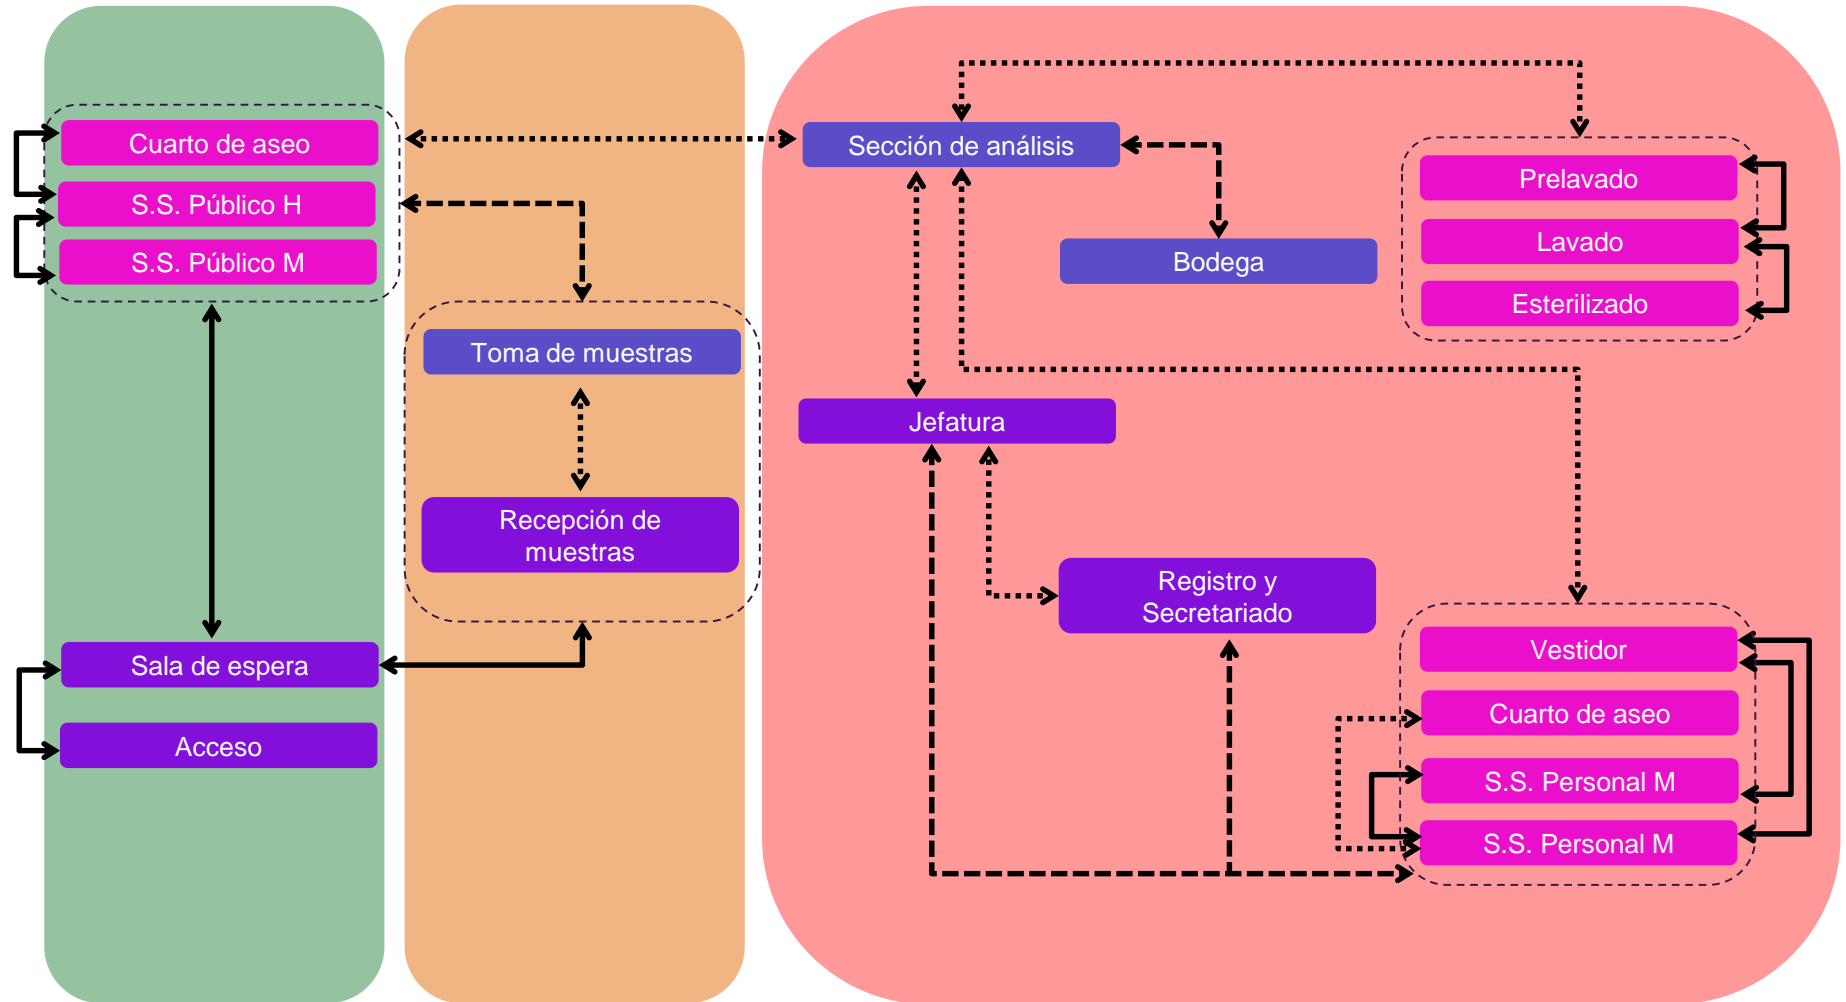 Cuarto de aseo
S.S. Público H
S.S. Público M
Sala de espera
Acceso
Toma de muestras
Recepción de
muestras
Sección de análisis
Bodega
Jefatura
Registro y
Secretariado
Prelavado
Lavado
Esterilizado
Vestidor
Cuarto de aseo
S.S. Personal M
S.S. Personal M